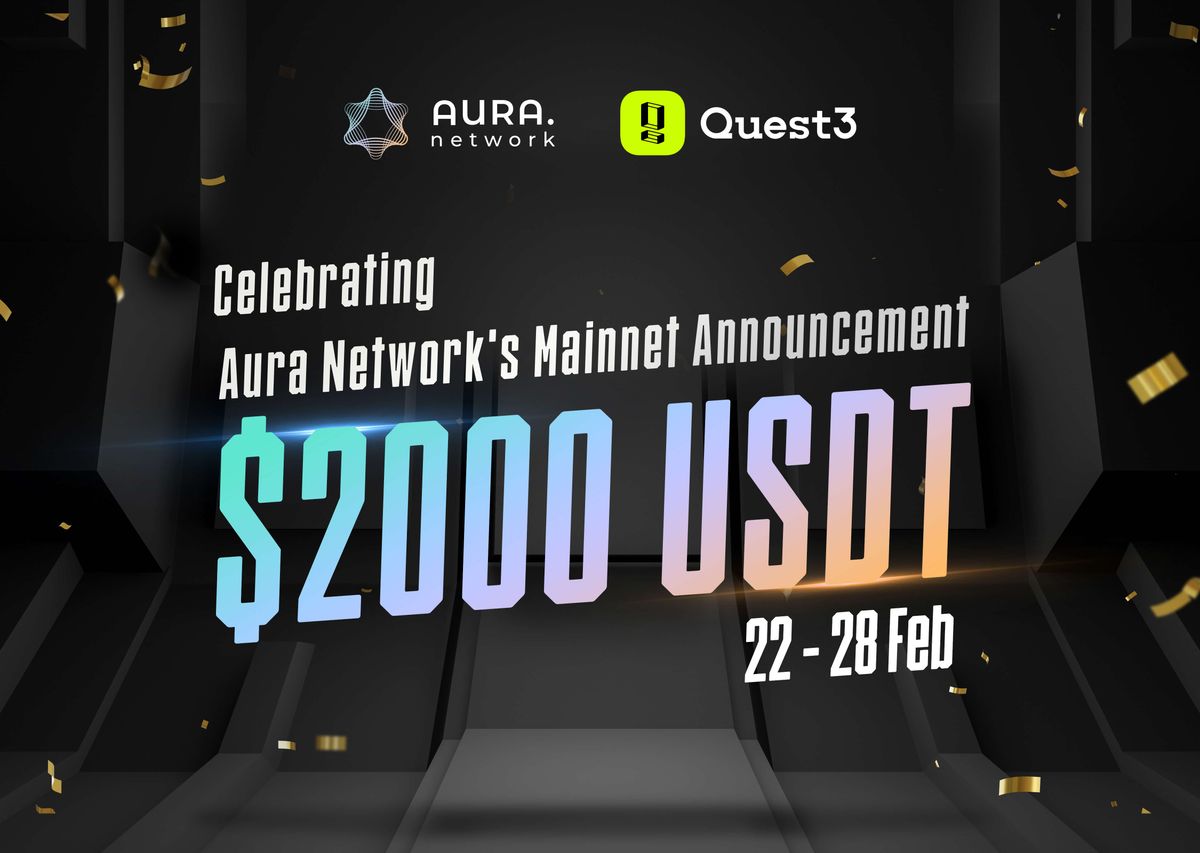 AURA.
network
Quest3
Celebrating
Aura Network's Mainnet Announcement
$2000 USDT
22 - 28 Feb